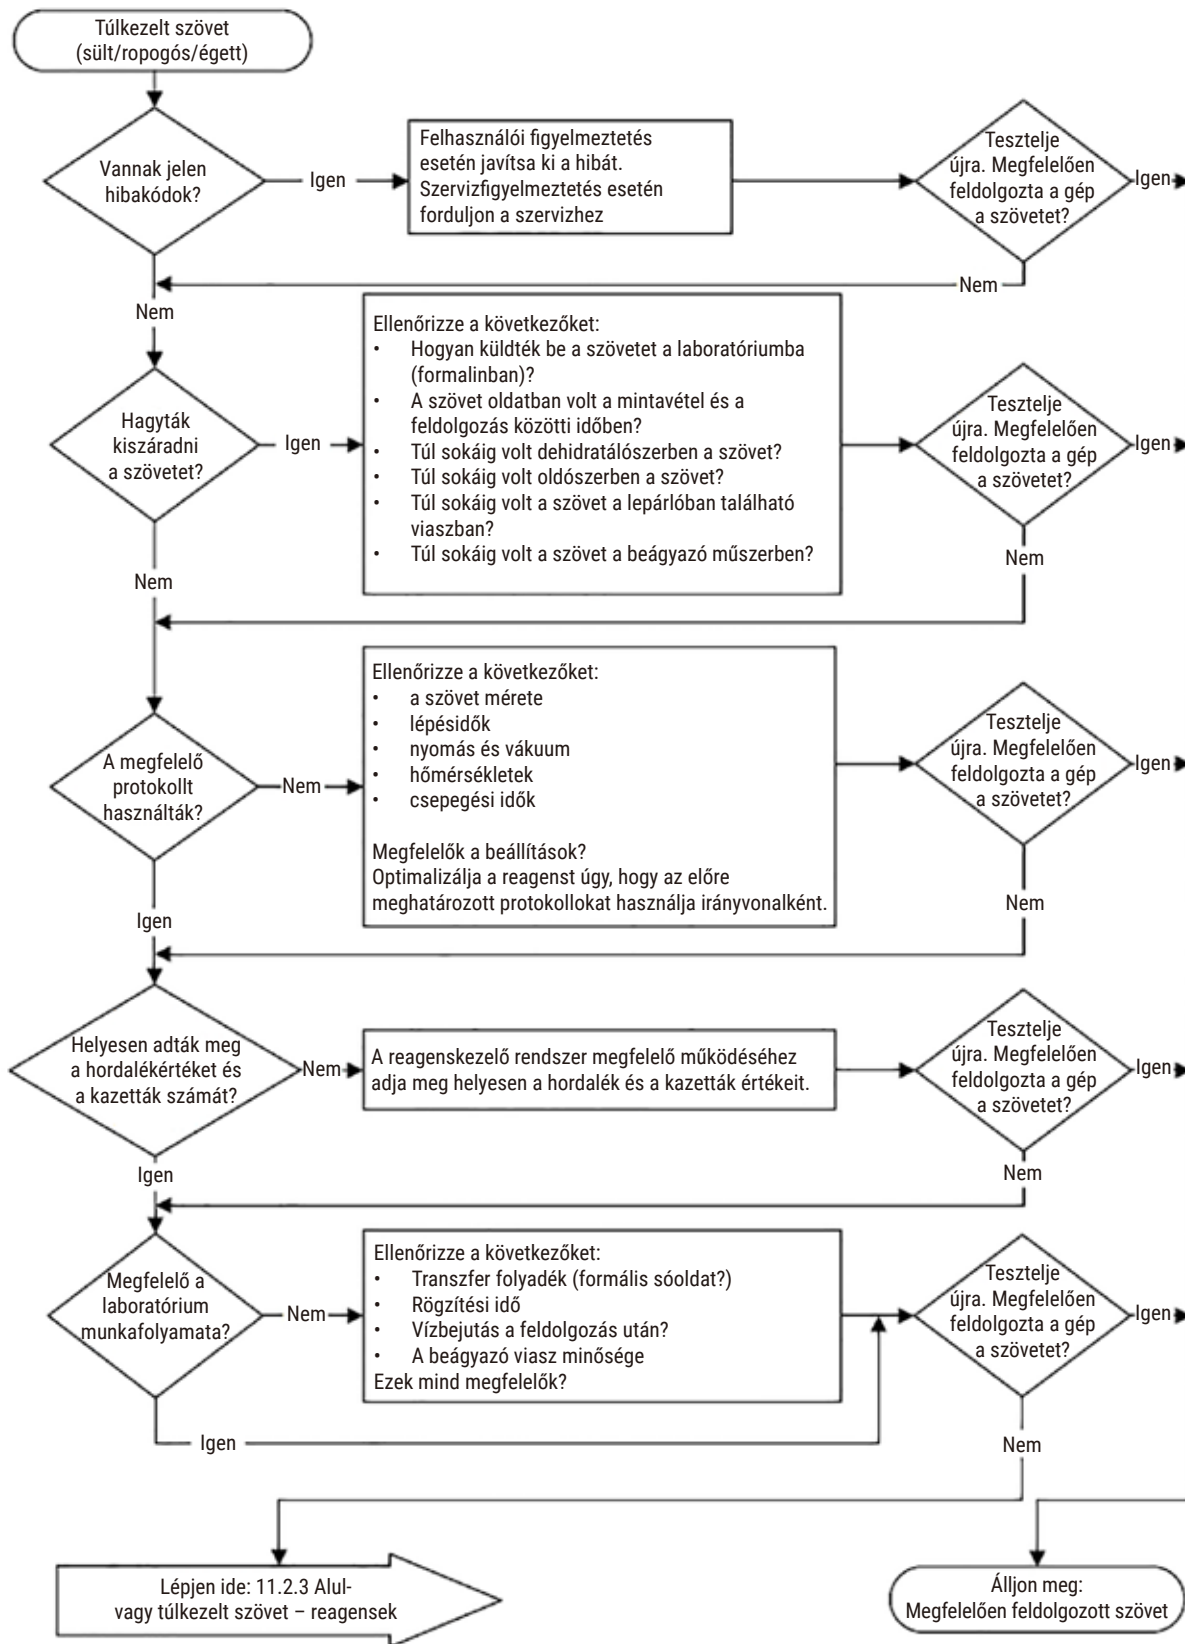 Túlkezelt szövet
(sült/ropogós/égett)
Vannak jelen
hibakódok?
Igen
Felhasználói figyelmeztetés
esetén javítsa ki a hibát.
Szervizfigyelmeztetés esetén
forduljon a szervizhez
Tesztelje
újra. Megfelelően
feldolgozta a gép
a szövetet?
Igen
Nem
Nem
Hagyták
kiszáradni
a szövetet?
Igen
Ellenőrizze a következőket:
• Hogyan küldték be a szövetet a laboratóriumba
(formalinban)?
• A szövet oldatban volt a mintavétel és a
feldolgozás közötti időben?
• Túl sokáig volt dehidratálószerben a szövet?
• Túl sokáig volt oldószerben a szövet?
• Túl sokáig volt a szövet a lepárlóban található
viaszban?
• Túl sokáig volt a szövet a beágyazó műszerben?
Tesztelje
újra. Megfelelően
feldolgozta a gép
a szövetet?
Igen
Nem
Nem
A megfelelő
protokollt
használták?
Nem
Ellenőrizze a következőket:
• a szövet mérete
• lépésidők
• nyomás és vákuum
• hőmérsékletek
• csepegési idők
Megfelelők a beállítások?
Optimalizálja a reagenst úgy, hogy az előre
meghatározott protokollokat használja irányvonalként.
Tesztelje
újra. Megfelelően
feldolgozta a gép
a szövetet?
Igen
Nem
Igen
Helyesen adták meg
a hordalékértéket és
a kazetták számát?
Nem
A reagenskezelő rendszer megfelelő működéséhez
adja meg helyesen a hordalék és a kazetták értékeit.
Tesztelje
újra. Megfelelően
feldolgozta a gép
a szövetet?
Igen
Nem
Igen
Megfelelő a
laboratórium
munkafolyamata?
Nem
Ellenőrizze a következőket:
• Transzfer folyadék (formális sóoldat?)
• Rögzítési idő
• Vízbejutás a feldolgozás után?
• A beágyazó viasz minősége
Ezek mind megfelelők?
Tesztelje
újra. Megfelelően
feldolgozta a gép
a szövetet?
Igen
Igen
Nem
Lépjen ide: 11.2.3 Alul-
vagy túlkezelt szövet – reagensek
Álljon meg:
Megfelelően feldolgozott szövet